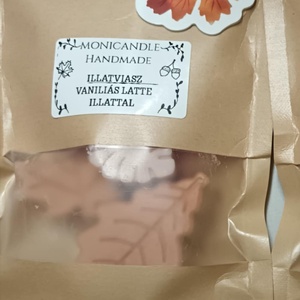 MONICANDLE
HANDMADE
ILLATVIASZ
VANILIÁS LATTE
ILLATTAL